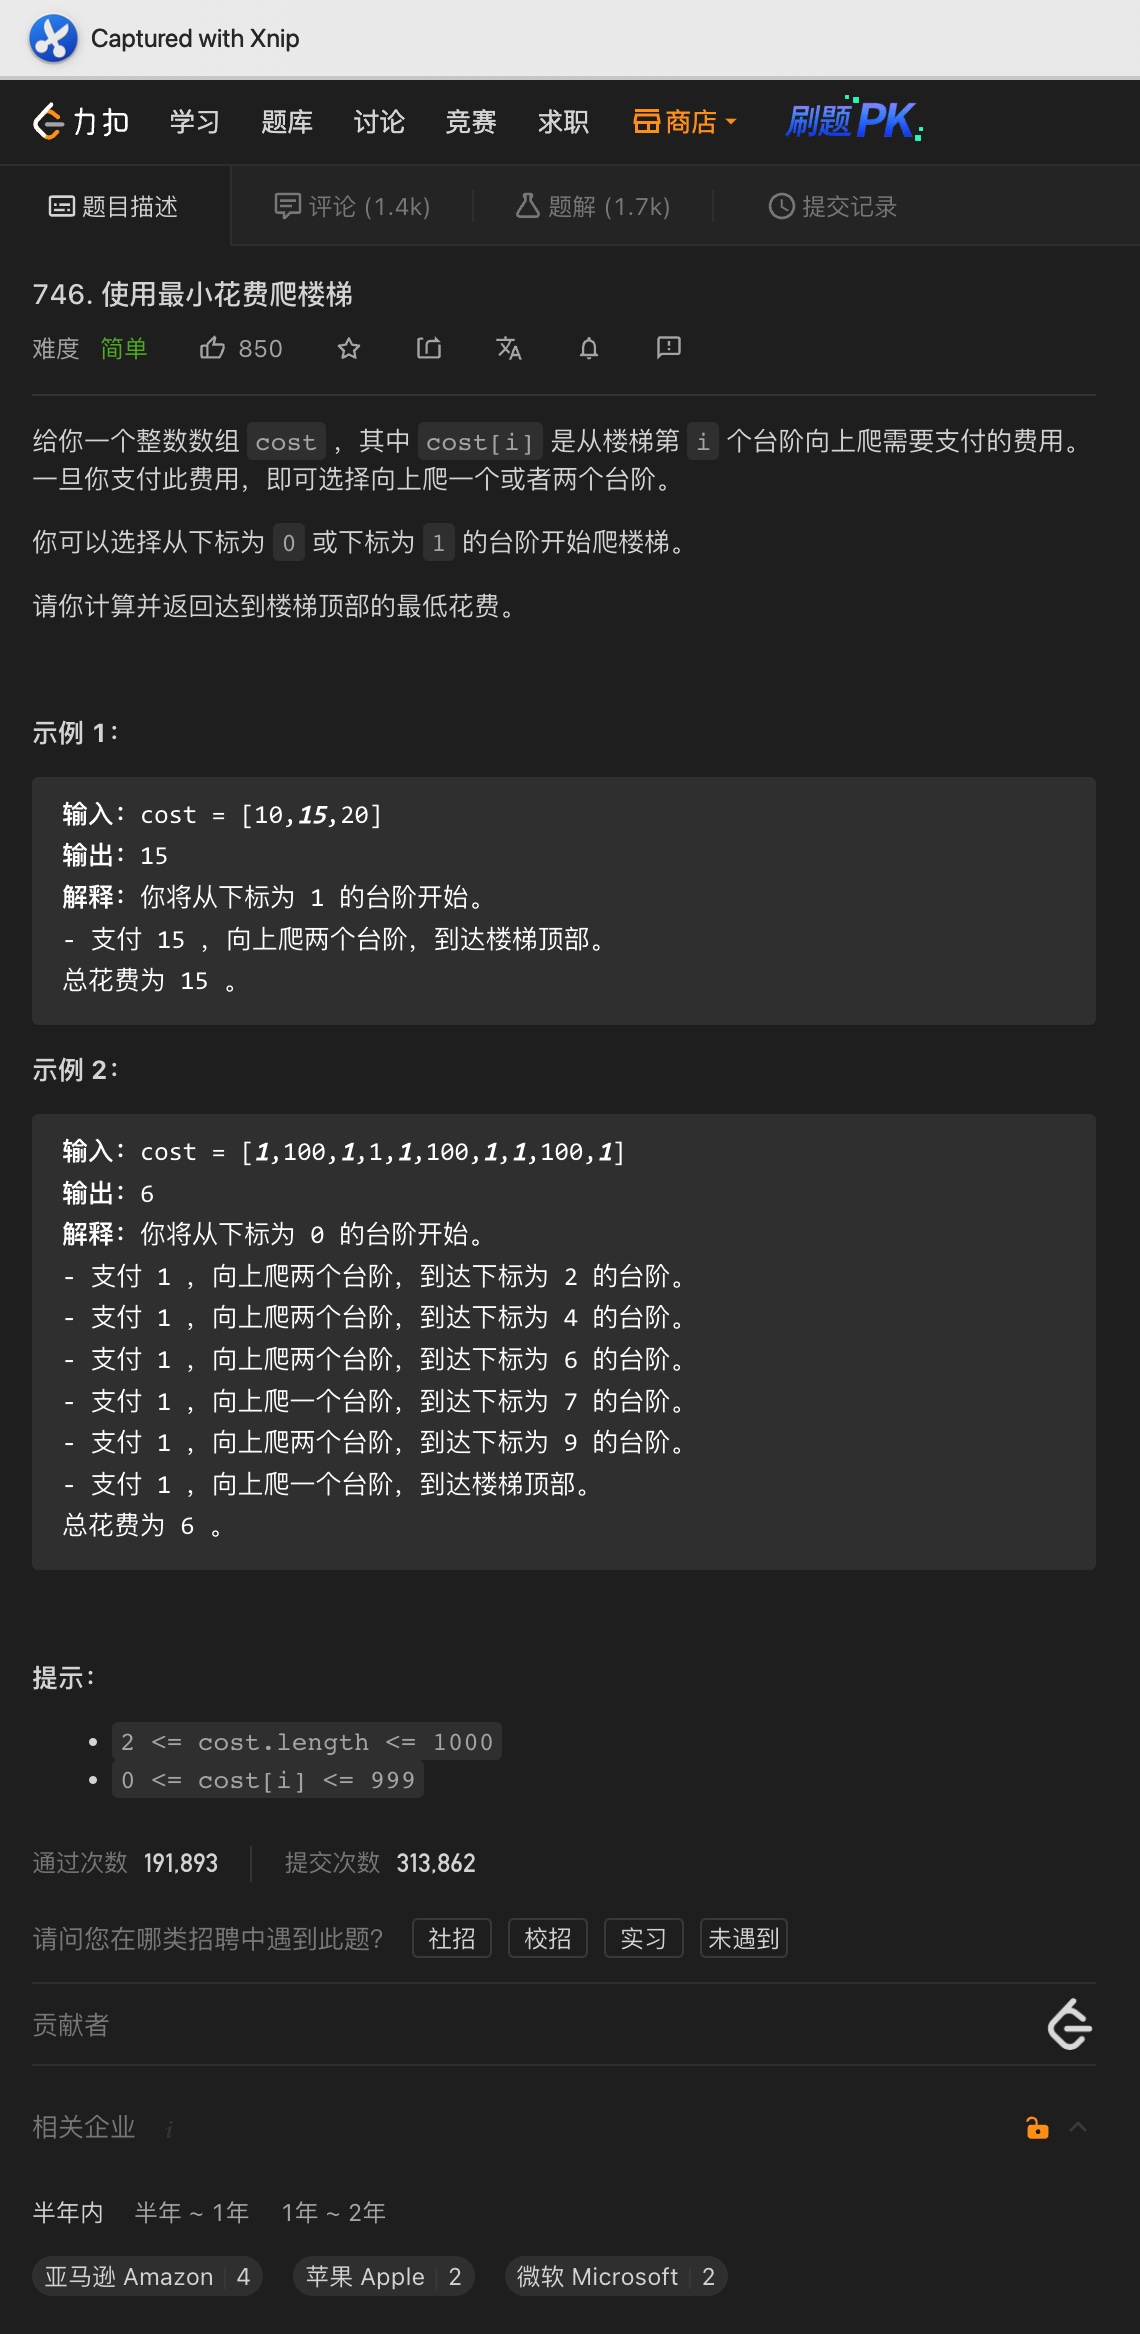 Captured with Xnip
力扣 学习 题库 讨论 竞赛 求职 商店 刷题PK
题目描述 评论 (1.4k) 题解 (1.7k) 提交记录
746. 使用最小花费爬楼梯
难度 简单 850
给你一个整数数组 cost ，其中 cost[i] 是从楼梯第 i 个台阶向上爬需要支付的费用。
一旦你支付此费用，即可选择向上爬一个或者两个台阶。
你可以选择从下标为 0 或下标为 1 的台阶开始爬楼梯。
请你计算并返回达到楼梯顶部的最低花费。
示例 1：
输入：cost = [10,15,20]
输出：15
解释：你将从下标为 1 的台阶开始。
- 支付 15 ，向上爬两个台阶，到达楼梯顶部。
总花费为 15 。
示例 2：
输入：cost = [1,100,1,1,1,100,1,1,100,1]
输出：6
解释：你将从下标为 0 的台阶开始。
- 支付 1 ，向上爬两个台阶，到达下标为 2 的台阶。
- 支付 1 ，向上爬两个台阶，到达下标为 4 的台阶。
- 支付 1 ，向上爬两个台阶，到达下标为 6 的台阶。
- 支付 1 ，向上爬一个台阶，到达下标为 7 的台阶。
- 支付 1 ，向上爬两个台阶，到达下标为 9 的台阶。
- 支付 1 ，向上爬一个台阶，到达楼梯顶部。
总花费为 6 。
提示：
• 2 <= cost.length <= 1000
• 0 <= cost[i] <= 999
通过次数 191,893 提交次数 313,862
请问您在哪类招聘中遇到此题？ 社招 校招 实习 未遇到
贡献者
相关企业 i
半年内 半年 ~ 1年 1年 ~ 2年
亚马逊 Amazon 4 苹果 Apple 2 微软 Microsoft 2